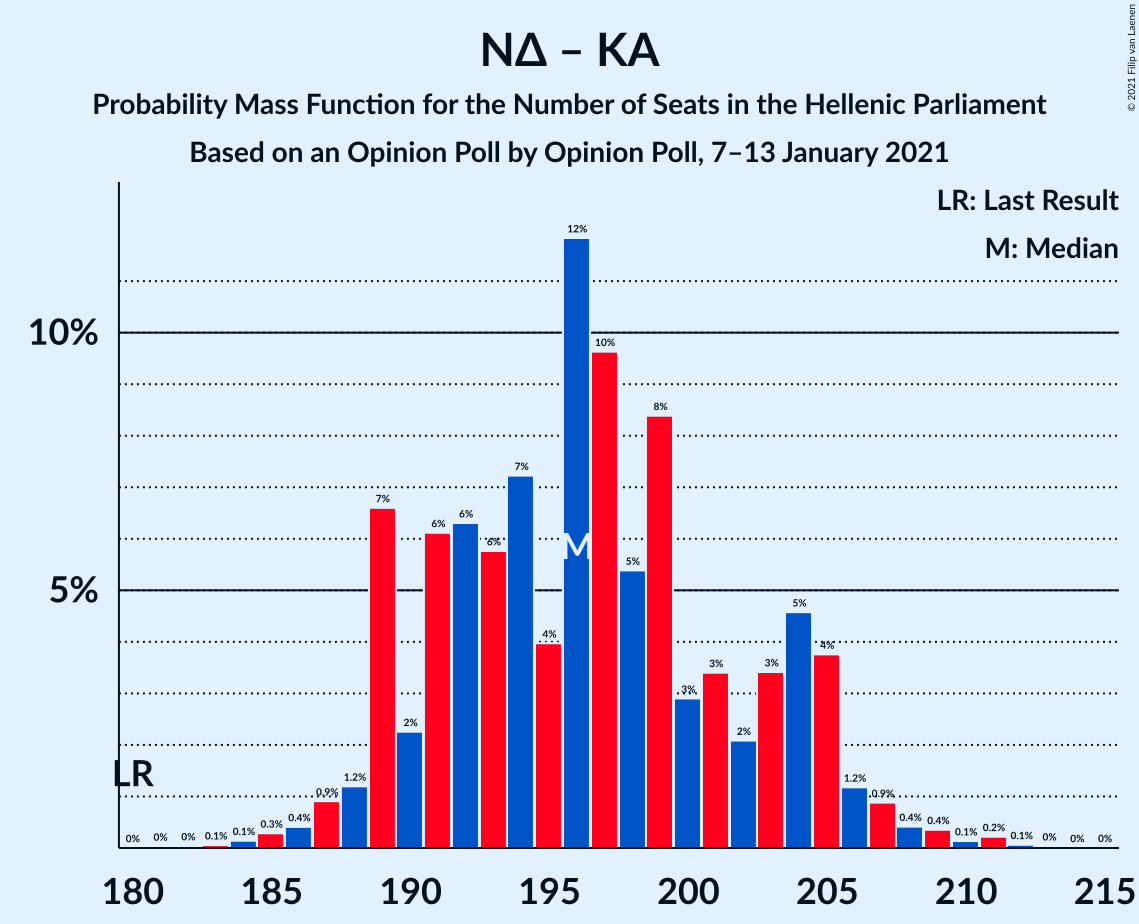 NΔ – KA
Probability Mass Function for the Number of Seats in the Hellenic Parliament
Based on an Opinion Poll by Opinion Poll, 7–13 January 2021
© 2021 Filip van Laenen
LR: Last Result
M: Median
10%
5%
LR
M
0% 0% 0% 0.1% 0.1% 0.3% 0.4% 0.9% 1.2% 7% 2% 6% 6% 6% 7% 4% 12% 10% 5% 8% 3% 3% 2% 3% 5% 4% 1.2% 0.9% 0.4% 0.4% 0.1% 0.2% 0.1% 0% 0% 0%
180 185 190 195 200 205 210 215